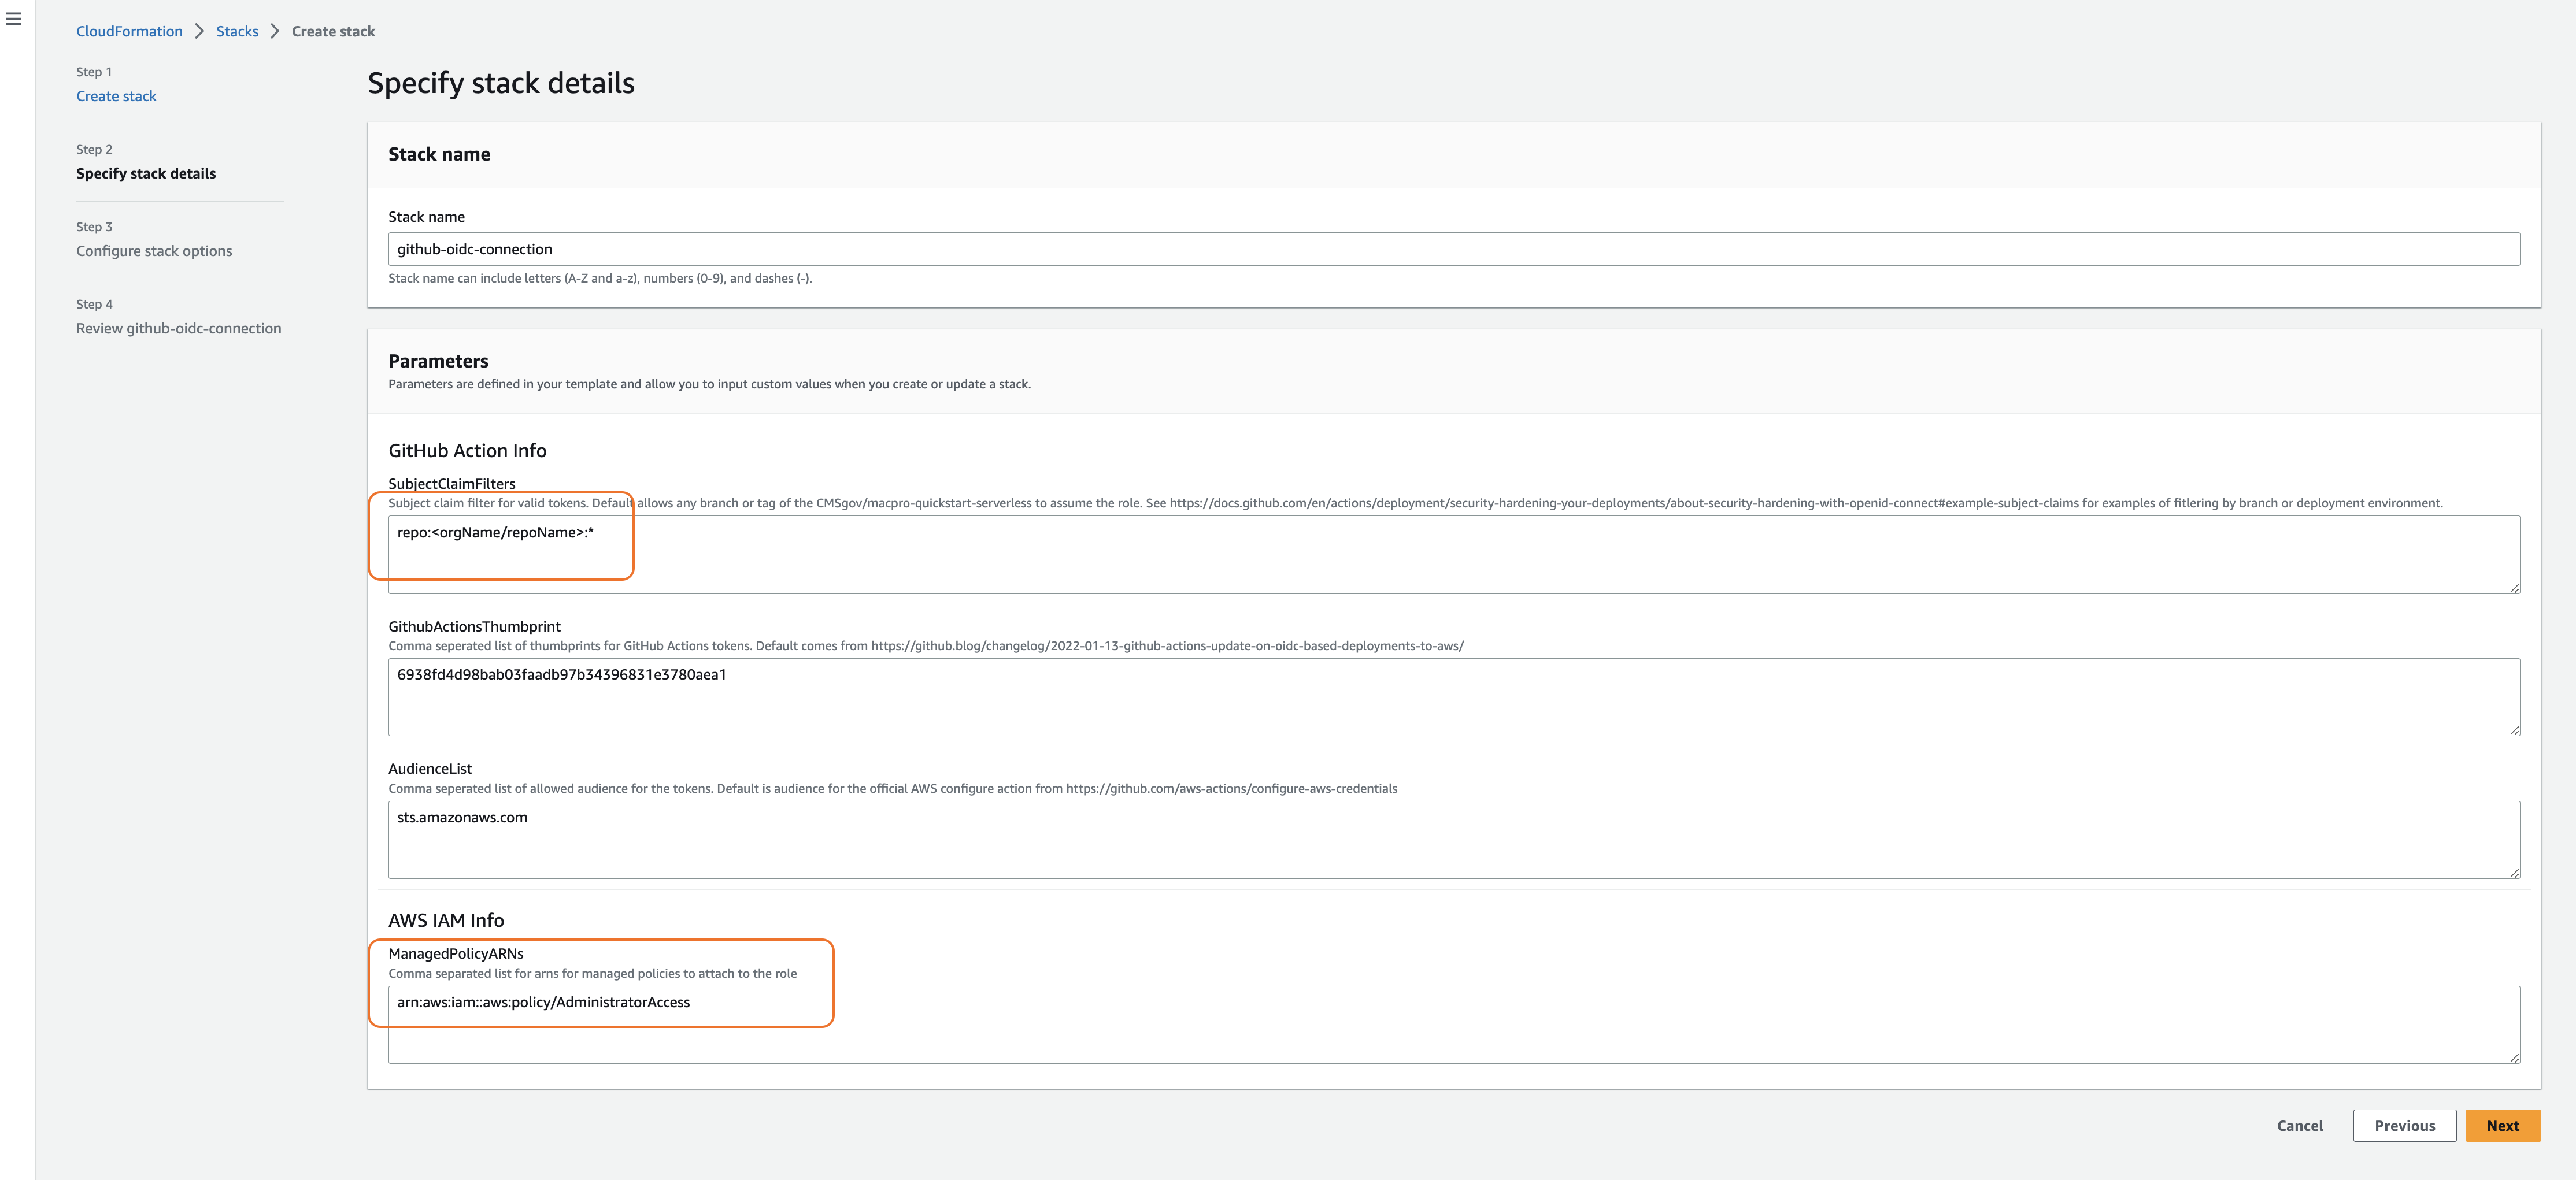 CloudFormation > Stacks > Create stack
Step 1
Create stack
Step 2
Specify stack details
Step 3
Configure stack options
Step 4
Review github-oidc-connection
Specify stack details
Stack name
Stack name
github-oidc-connection
Stack name can include letters (A-Z and a-z), numbers (0-9), and dashes (-).
Parameters
Parameters are defined in your template and allow you to input custom values when you create or update a stack.
GitHub Action Info
SubjectClaimFilters
Subject claim filter for valid tokens. Default allows any branch or tag of the CMSgov/macpro-quickstart-serverless to assume the role. See https://docs.github.com/en/actions/deployment/security-hardening-your-deployments/about-security-hardening-with-openid-connect#example-subject-claims for examples of fitlering by branch or deployment environment.
repo:<orgName/repoName>:*
GithubActionsThumbprint
Comma seperated list of thumbprints for GitHub Actions tokens. Default comes from https://github.blog/changelog/2022-01-13-github-actions-update-on-oidc-based-deployments-to-aws/
6938fd4d98bab03faadb97b34396831e3780aea1
AudienceList
Comma seperated list of allowed audience for the tokens. Default is audience for the official AWS configure action from https://github.com/aws-actions/configure-aws-credentials
sts.amazonaws.com
AWS IAM Info
ManagedPolicyARNs
Comma separated list for arns for managed policies to attach to the role
arn:aws:iam::aws:policy/AdministratorAccess
Cancel
Previous
Next